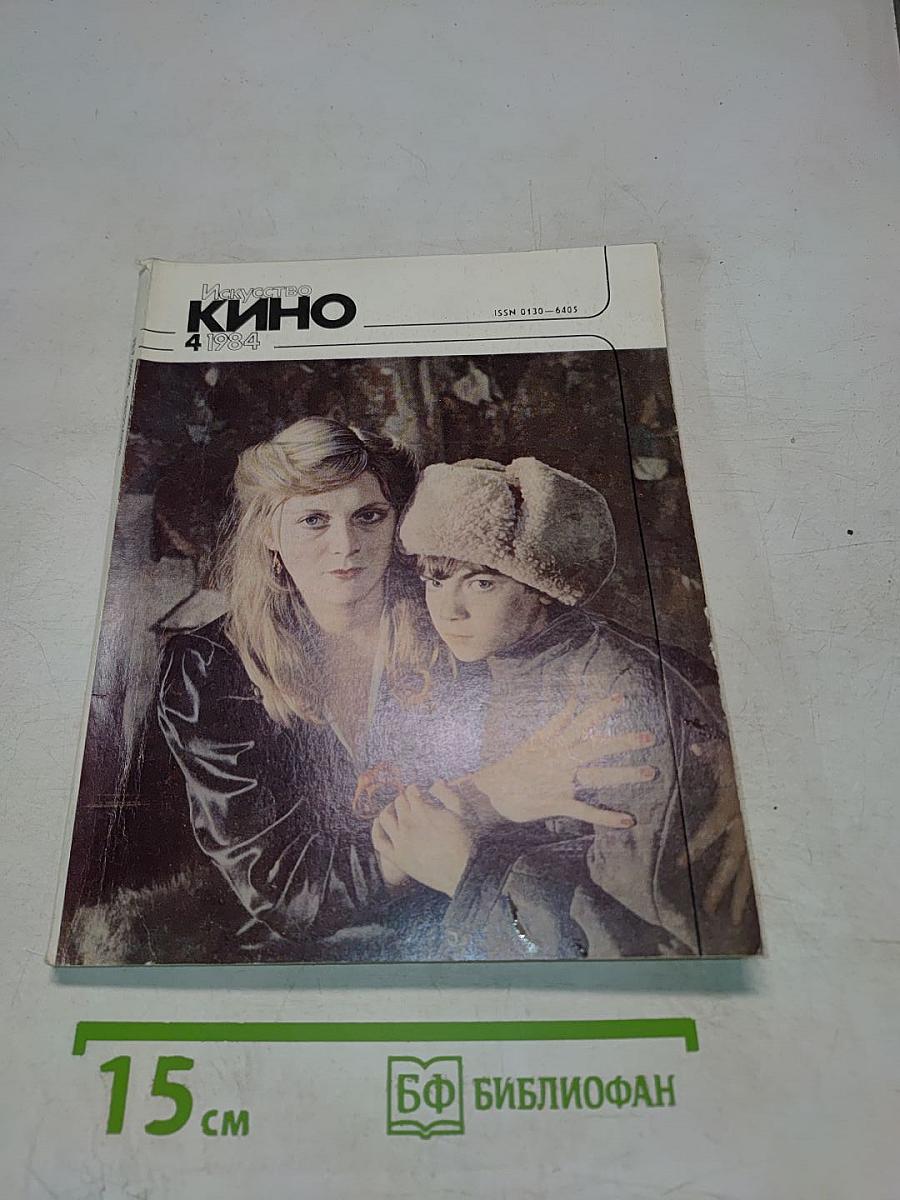 Искусство
КИНО
4 1984
ISSN 0130—6405
15 см
БФ БИБЛИОФАН